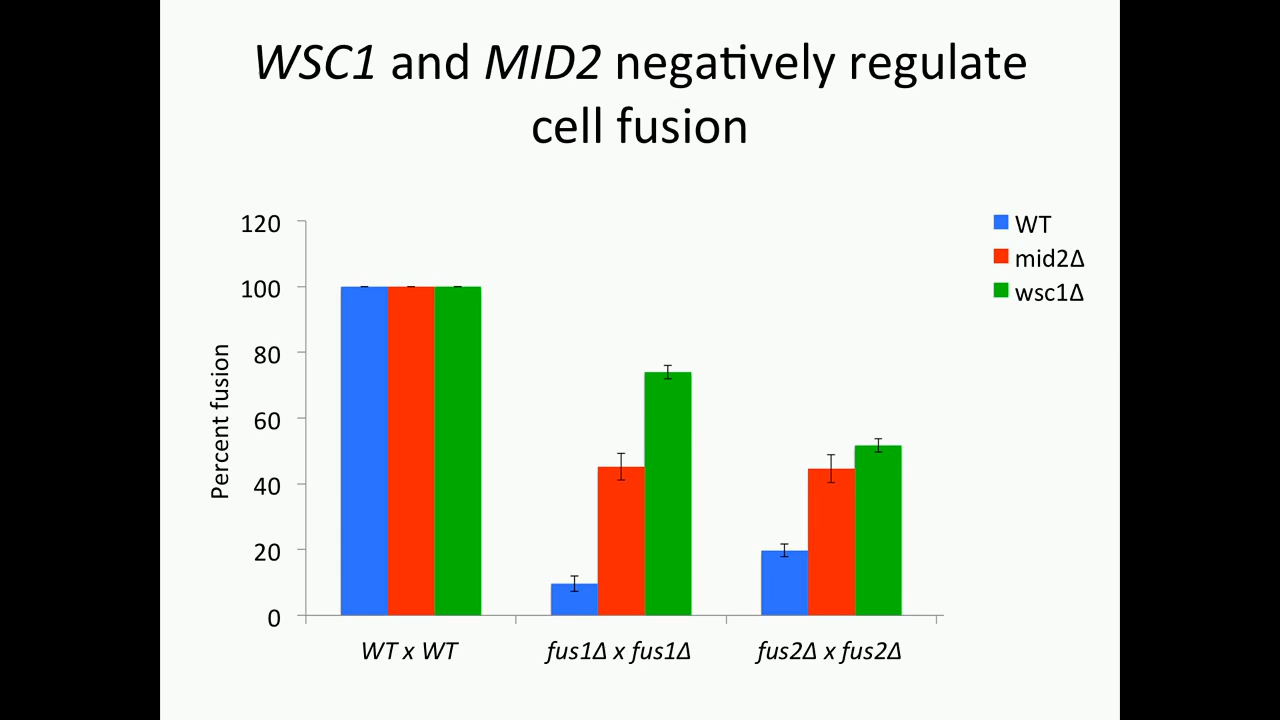 WSC1 and MID2 negatively regulate
cell fusion
120
100
80
60
40
20
0
Percent fusion
WT x WT
fus1Δ x fus1Δ
fus2Δ x fus2Δ
WT
mid2Δ
wsc1Δ